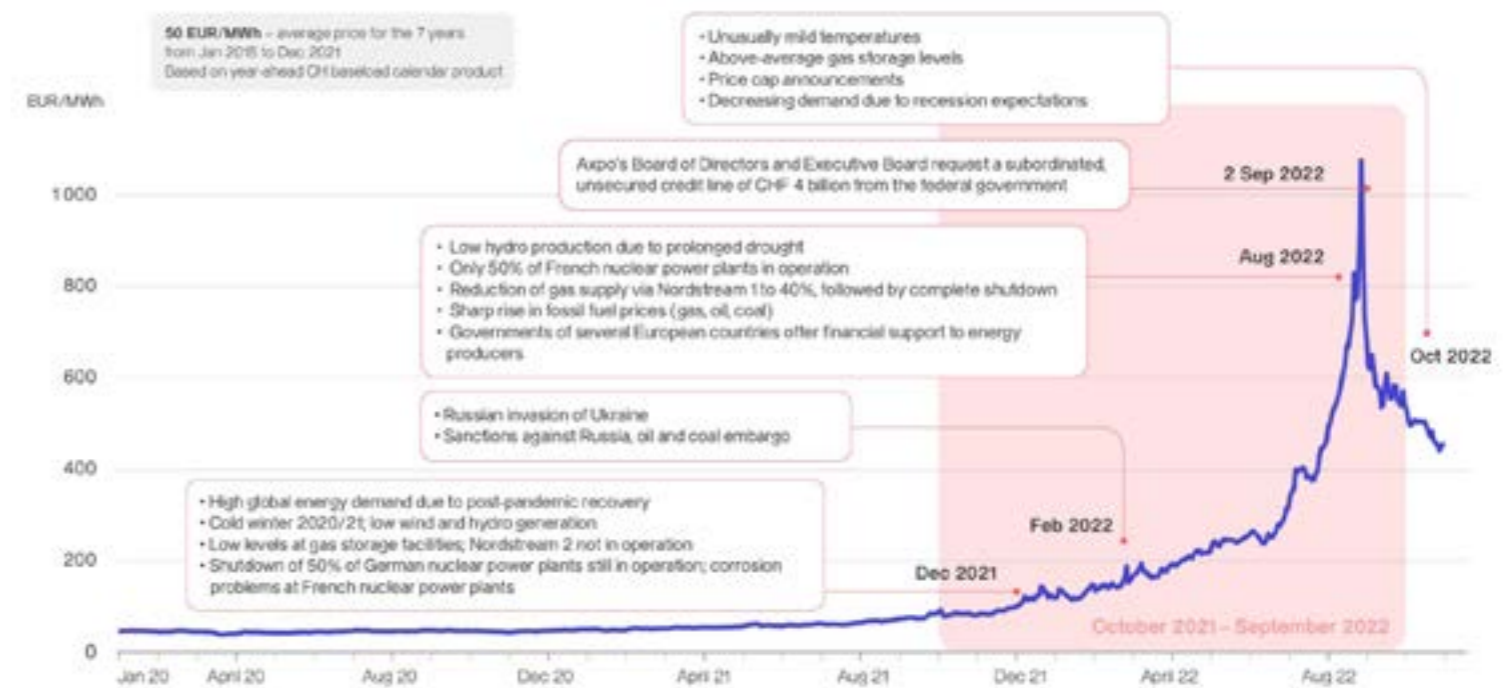 50 EUR/MWh – average price for the 7 years
from Jan 2015 to Dec 2021
Based on year-ahead CH baseload calendar product
EUR/MWh
• Unusually mild temperatures
• Above-average gas storage levels
• Price cap announcements
• Decreasing demand due to recession expectations
Axpo's Board of Directors and Executive Board request a subordinated,
unsecured credit line of CHF 4 billion from the federal government
2 Sep 2022
1 000
• Low hydro production due to prolonged drought
• Only 50% of French nuclear power plants in operation
• Reduction of gas supply via Nordstream 1 to 40%, followed by complete shutdown
• Sharp rise in fossil fuel prices (gas, oil, coal)
• Governments of several European countries offer financial support to energy
producers
Aug 2022
800
Oct 2022
600
• Russian invasion of Ukraine
• Sanctions against Russia, oil and coal embargo
400
• High global energy demand due to post-pandemic recovery
• Cold winter 2020/21; low wind and hydro generation
• Low levels at gas storage facilities; Nordstream 2 not in operation
• Shutdown of 50% of German nuclear power plants still in operation; corrosion
problems at French nuclear power plants
Feb 2022
200
Dec 2021
October 2021 – September 2022
0
Jan 20 April 20 Aug 20 Dec 20 April 21 Aug 21 Dec 21 April 22 Aug 22